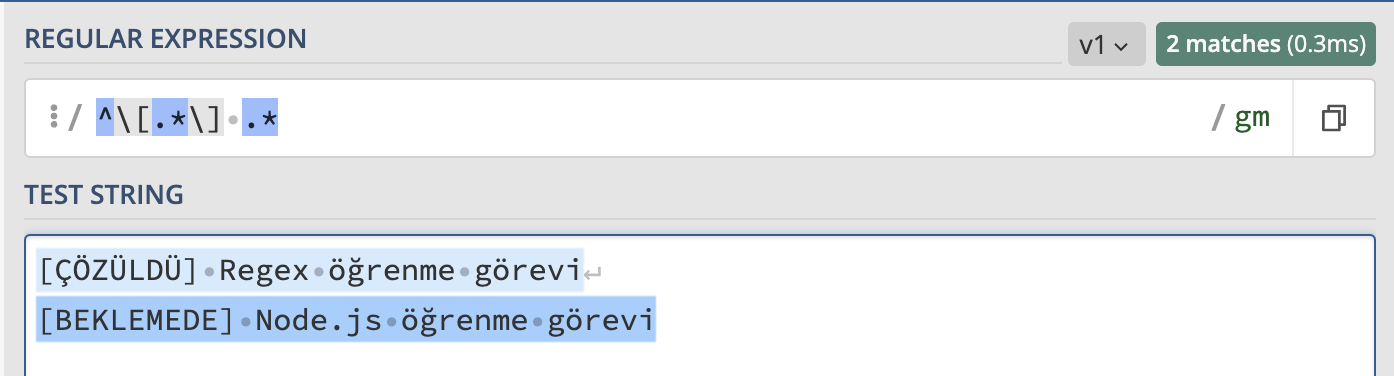 REGULAR EXPRESSION
v1 2 matches (0.3ms)
/ ^\[.*\] .* / gm
TEST STRING
[ÇÖZÜLDÜ] Regex öğrenme görevi
[BEKLEMEDE] Node.js öğrenme görevi